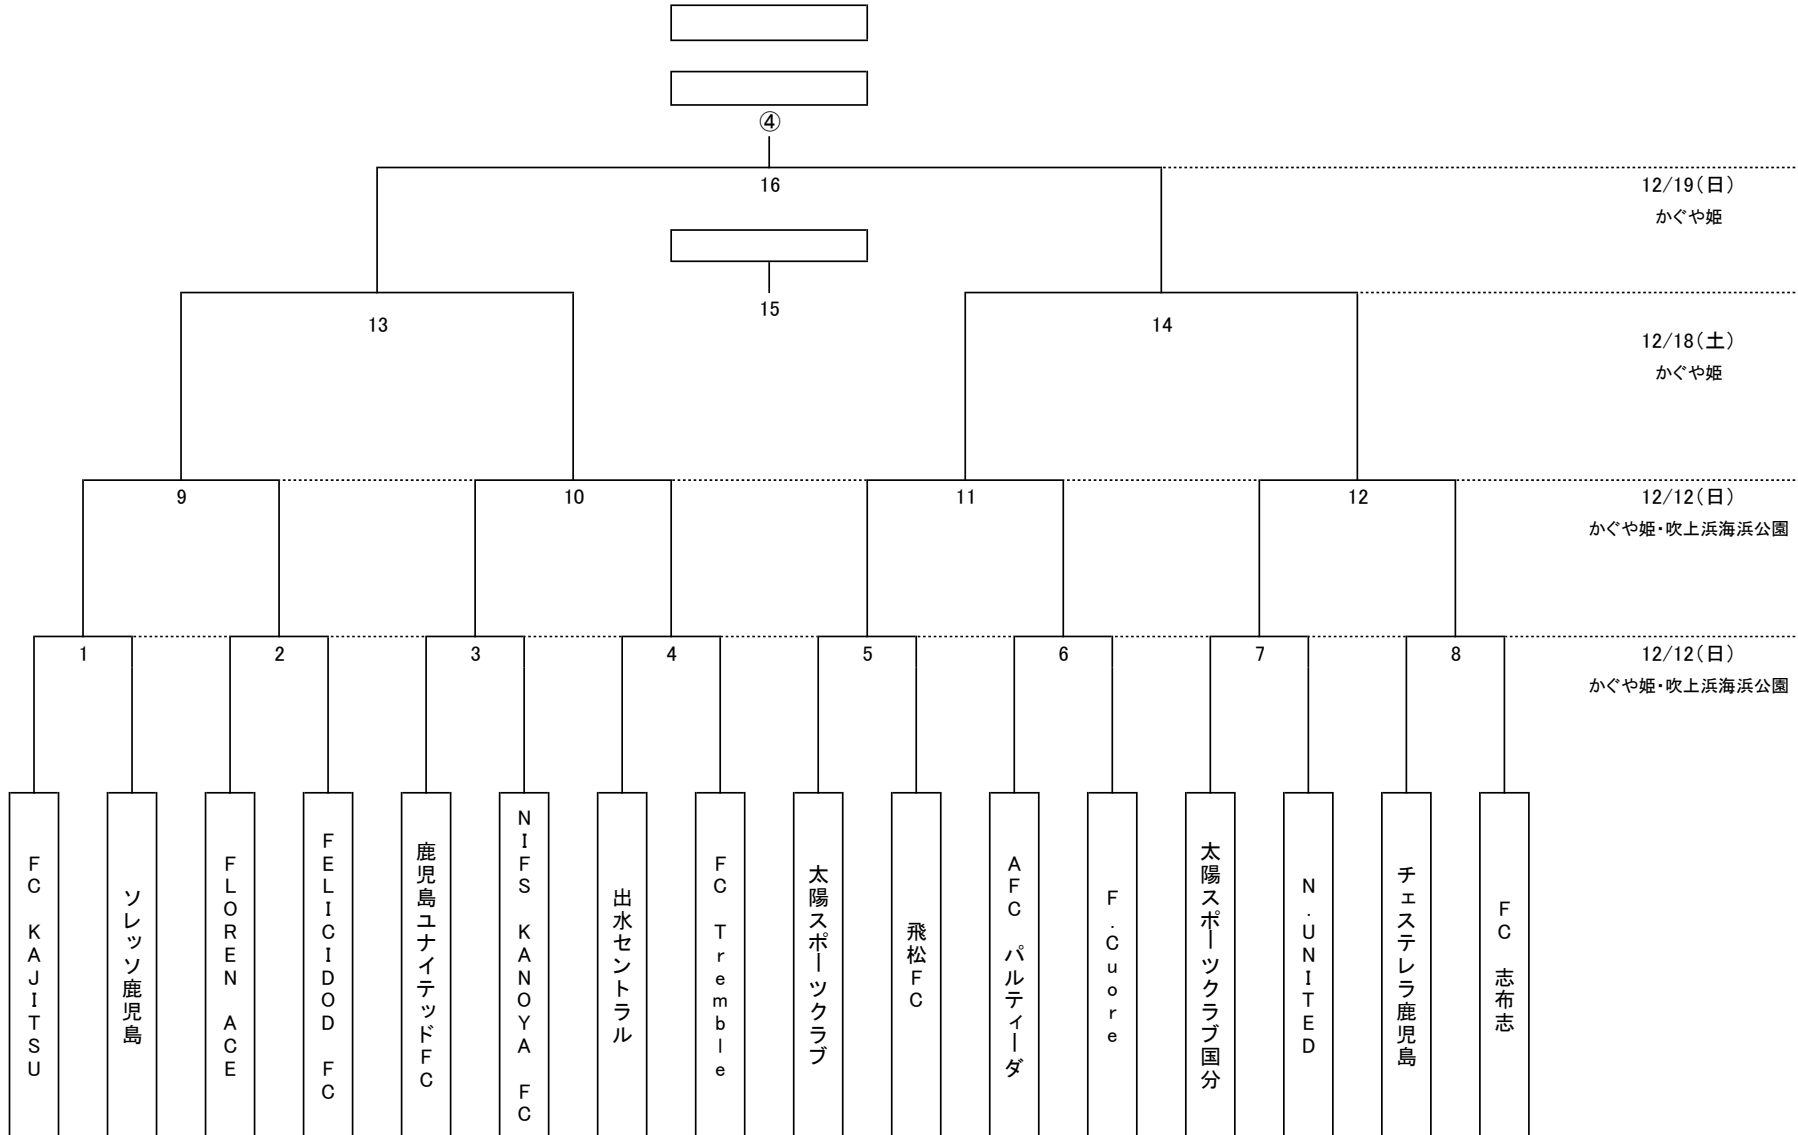 ④
16
12/19(日)
かぐや姫
15
13
14
12/18(土)
かぐや姫
9
10
11
12
12/12(日)
かぐや姫・吹上浜海浜公園
1
2
3
4
5
6
7
8
12/12(日)
かぐや姫・吹上浜海浜公園
FC KAJITSU
ソレッソ鹿児島
FLOREN ACE
FELICIDOD FC
鹿児島ユナイテッドFC
NIFS KANOYA FC
出水セントラル
FC Tremble
太陽スポーツクラブ
飛松FC
AFC パルティーダ
F.Cuore
太陽スポーツクラブ国分
N.UNITED
チェステレラ鹿児島
FC 志布志